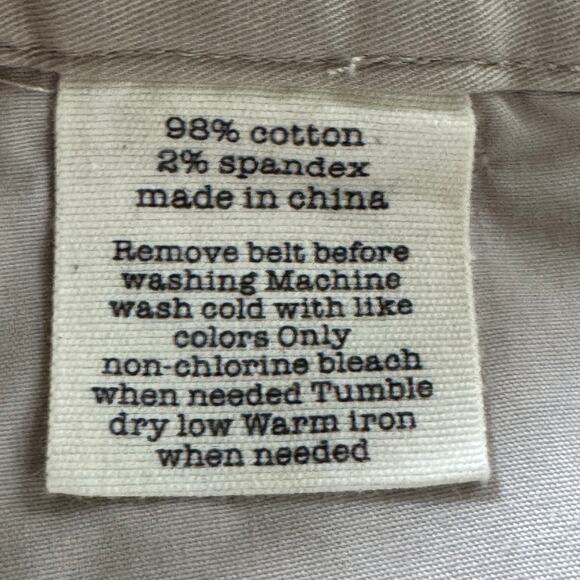 98% cotton
2% spandex
made in china
Remove belt before
washing Machine
wash cold with like
colors Only
non-chlorine bleach
when needed Tumble
dry low Warm iron
when needed